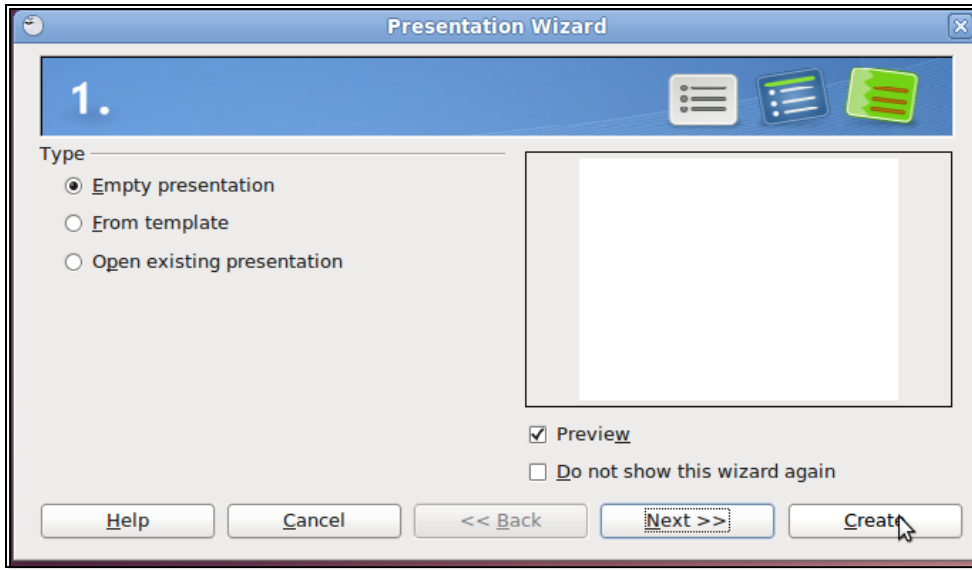 Presentation Wizard
1.
Type
Empty presentation
From template
Open existing presentation
Preview
Do not show this wizard again
Help
Cancel
<< Back
Next >>
Create